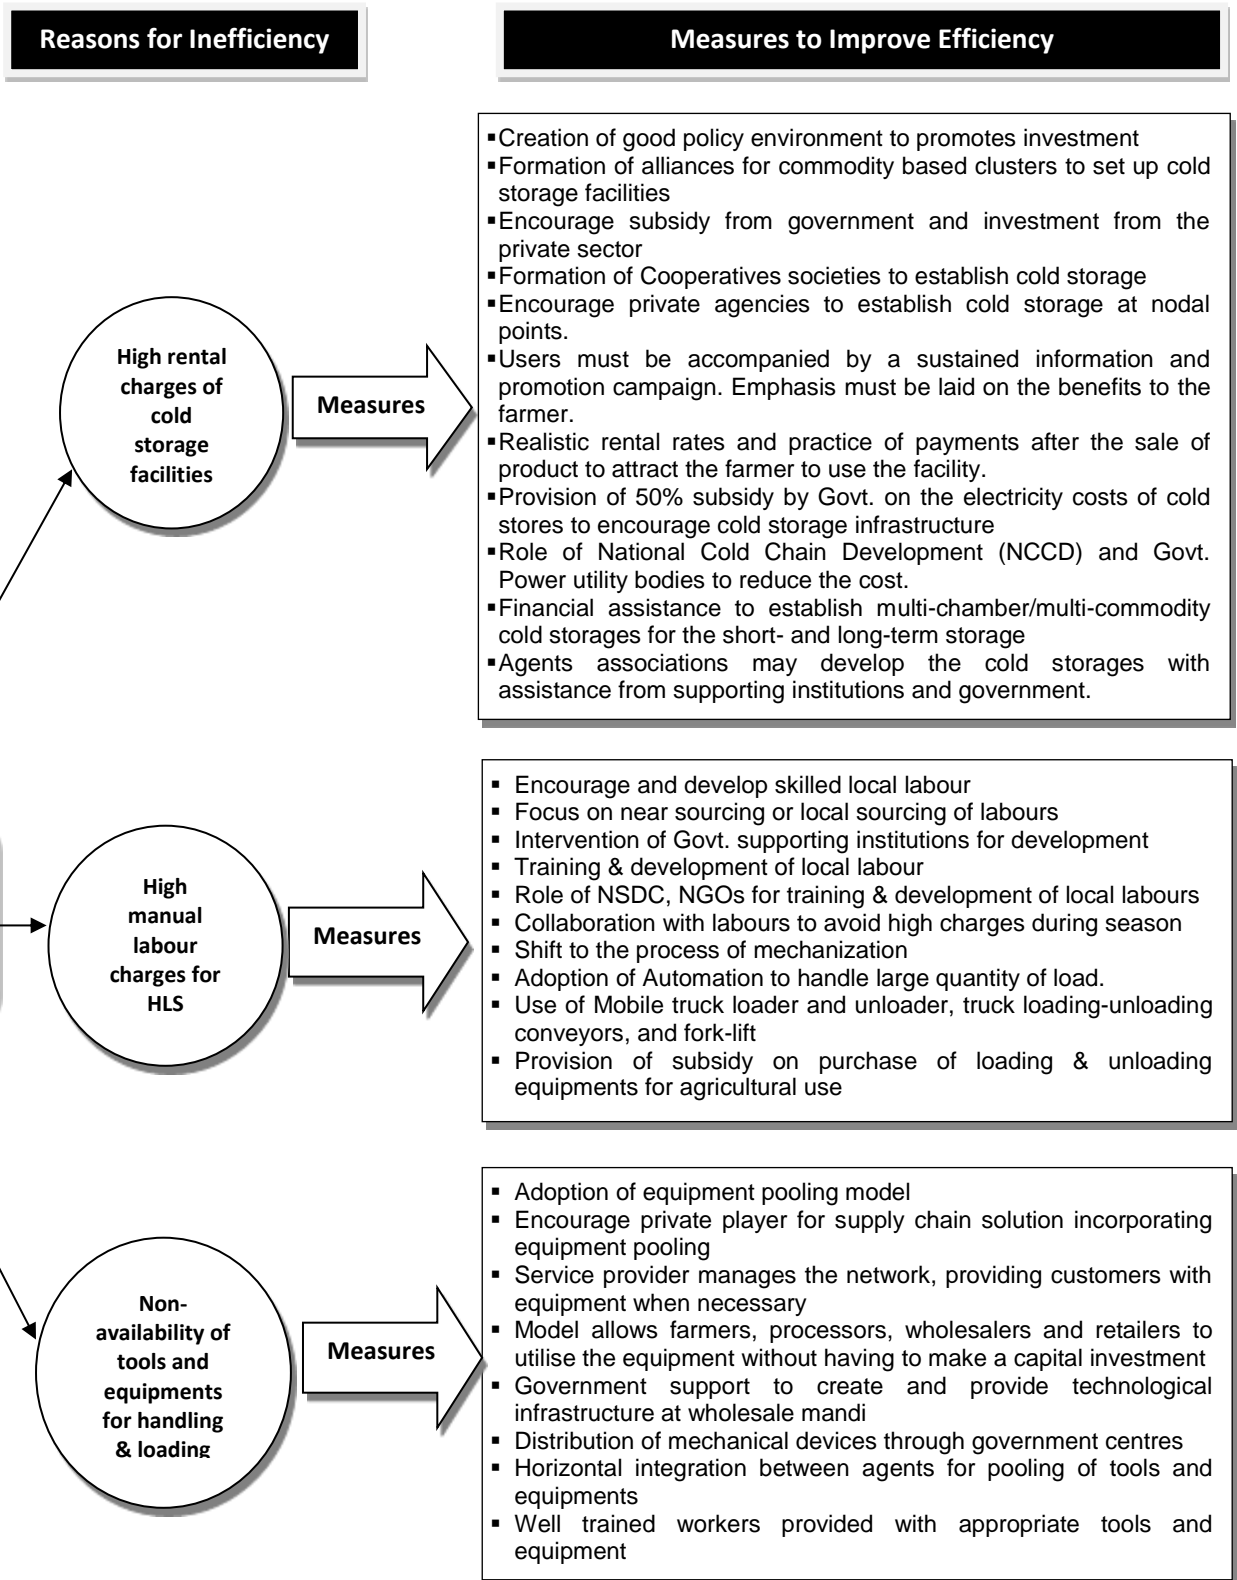 Reasons for Inefficiency
Measures to Improve Efficiency
High rental
charges of
cold
storage
facilities
Measures
▪Creation of good policy environment to promotes investment
▪Formation of alliances for commodity based clusters to set up cold
storage facilities
▪Encourage subsidy from government and investment from the
private sector
▪Formation of Cooperatives societies to establish cold storage
▪Encourage private agencies to establish cold storage at nodal
points.
▪Users must be accompanied by a sustained information and
promotion campaign. Emphasis must be laid on the benefits to the
farmer.
▪Realistic rental rates and practice of payments after the sale of
product to attract the farmer to use the facility.
▪Provision of 50% subsidy by Govt. on the electricity costs of cold
stores to encourage cold storage infrastructure
▪Role of National Cold Chain Development (NCCD) and Govt.
Power utility bodies to reduce the cost.
▪Financial assistance to establish multi-chamber/multi-commodity
cold storages for the short- and long-term storage
▪Agents associations may develop the cold storages with
assistance from supporting institutions and government.
High
manual
labour
charges for
HLS
Measures
▪ Encourage and develop skilled local labour
▪ Focus on near sourcing or local sourcing of labours
▪ Intervention of Govt. supporting institutions for development
▪ Training & development of local labour
▪ Role of NSDC, NGOs for training & development of local labours
▪ Collaboration with labours to avoid high charges during season
▪ Shift to the process of mechanization
▪ Adoption of Automation to handle large quantity of load.
▪ Use of Mobile truck loader and unloader, truck loading-unloading
conveyors, and fork-lift
▪ Provision of subsidy on purchase of loading & unloading
equipments for agricultural use
Non-
availability of
tools and
equipments
for handling
& loading
Measures
▪ Adoption of equipment pooling model
▪ Encourage private player for supply chain solution incorporating
equipment pooling
▪ Service provider manages the network, providing customers with
equipment when necessary
▪ Model allows farmers, processors, wholesalers and retailers to
utilise the equipment without having to make a capital investment
▪ Government support to create and provide technological
infrastructure at wholesale mandi
▪ Distribution of mechanical devices through government centres
▪ Horizontal integration between agents for pooling of tools and
equipments
▪ Well trained workers provided with appropriate tools and
equipment